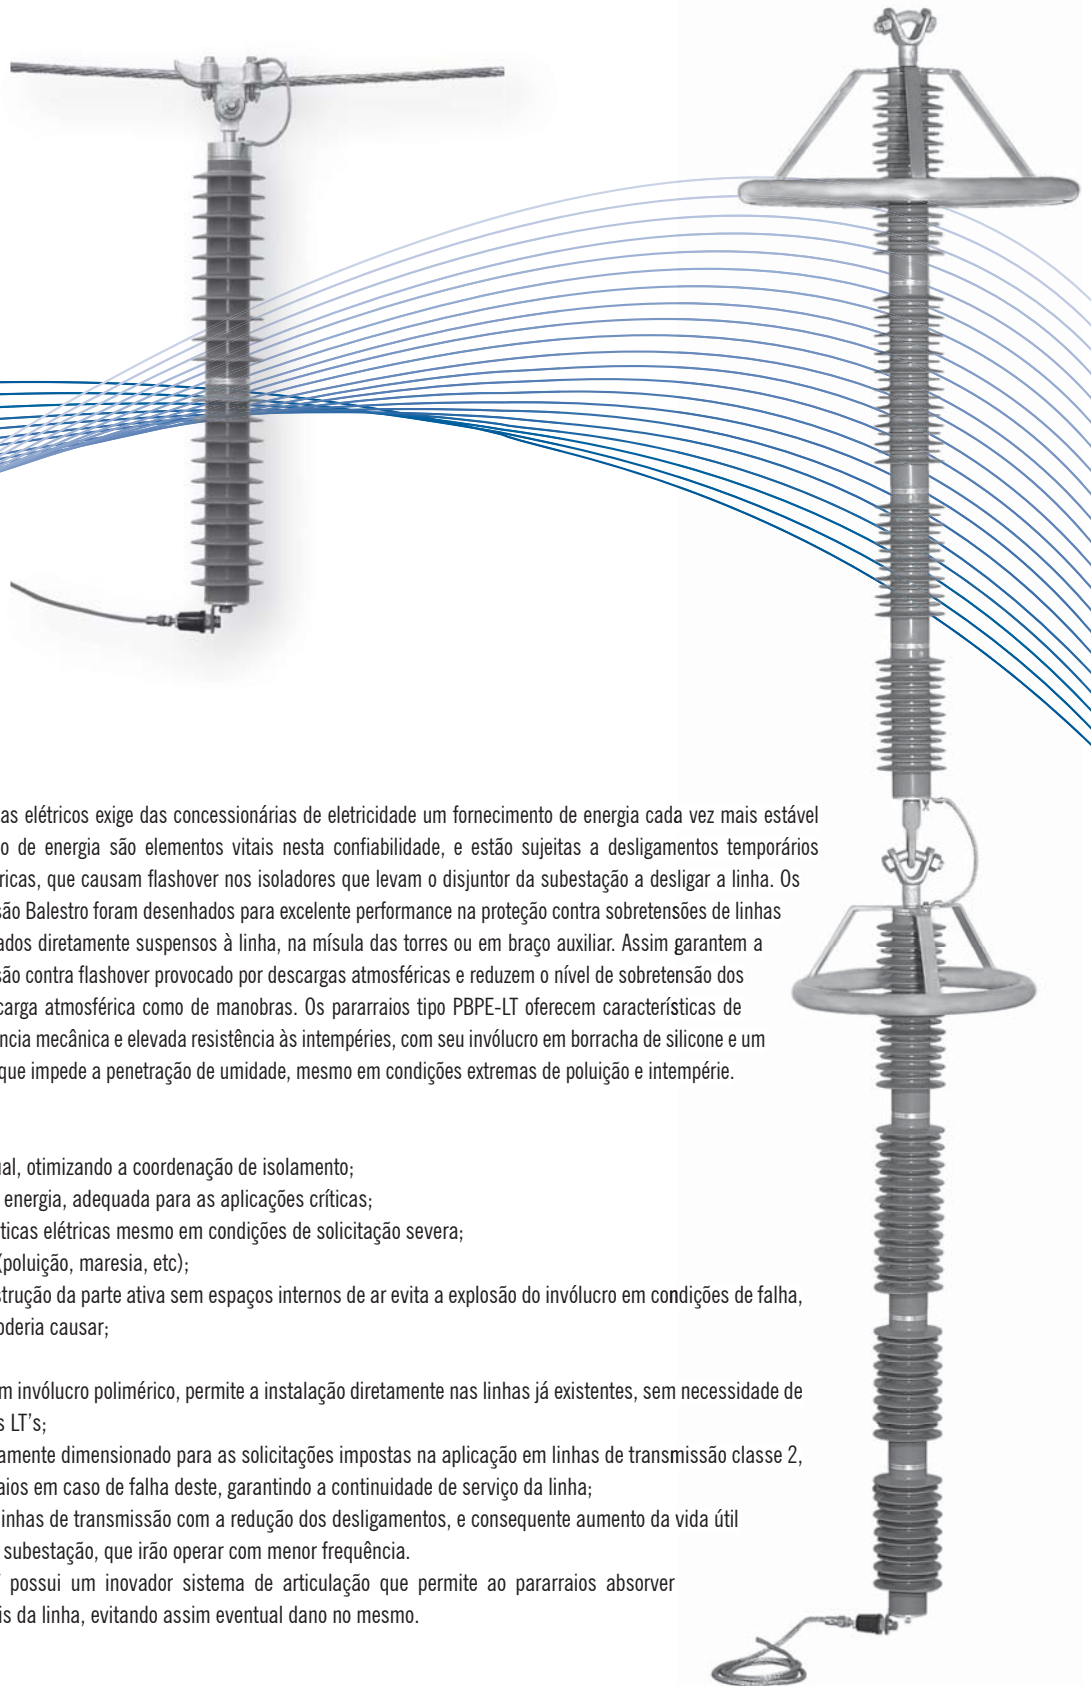 as elétricos exige das concessionárias de eletricidade um fornecimento de energia cada vez mais estável
o de energia são elementos vitais nesta confiabilidade, e estão sujeitas a desligamentos temporários
ricas, que causam flashover nos isoladores que levam o disjuntor da subestação a desligar a linha. Os
são Balestro foram desenhados para excelente performance na proteção contra sobretensões de linhas
ados diretamente suspensos à linha, na mísula das torres ou em braço auxiliar. Assim garantem a
são contra flashover provocado por descargas atmosféricas e reduzem o nível de sobretensão dos
carga atmosférica como de manobras. Os pararraios tipo PBPE-LT oferecem características de
ncia mecânica e elevada resistência às intempéries, com seu invólucro em borracha de silicone e um
que impede a penetração de umidade, mesmo em condições extremas de poluição e intempérie.
ual, otimizando a coordenação de isolamento;
energia, adequada para as aplicações críticas;
ticas elétricas mesmo em condições de solicitação severa;
(poluição, maresia, etc);
strução da parte ativa sem espaços internos de ar evita a explosão do invólucro em condições de falha,
oderia causar;
m invólucro polimérico, permite a instalação diretamente nas linhas já existentes, sem necessidade de
s LT's;
amente dimensionado para as solicitações impostas na aplicação em linhas de transmissão classe 2,
aios em caso de falha deste, garantindo a continuidade de serviço da linha;
linhas de transmissão com a redução dos desligamentos, e consequente aumento da vida útil
subestação, que irão operar com menor frequência.
possui um inovador sistema de articulação que permite ao pararraios absorver
is da linha, evitando assim eventual dano no mesmo.